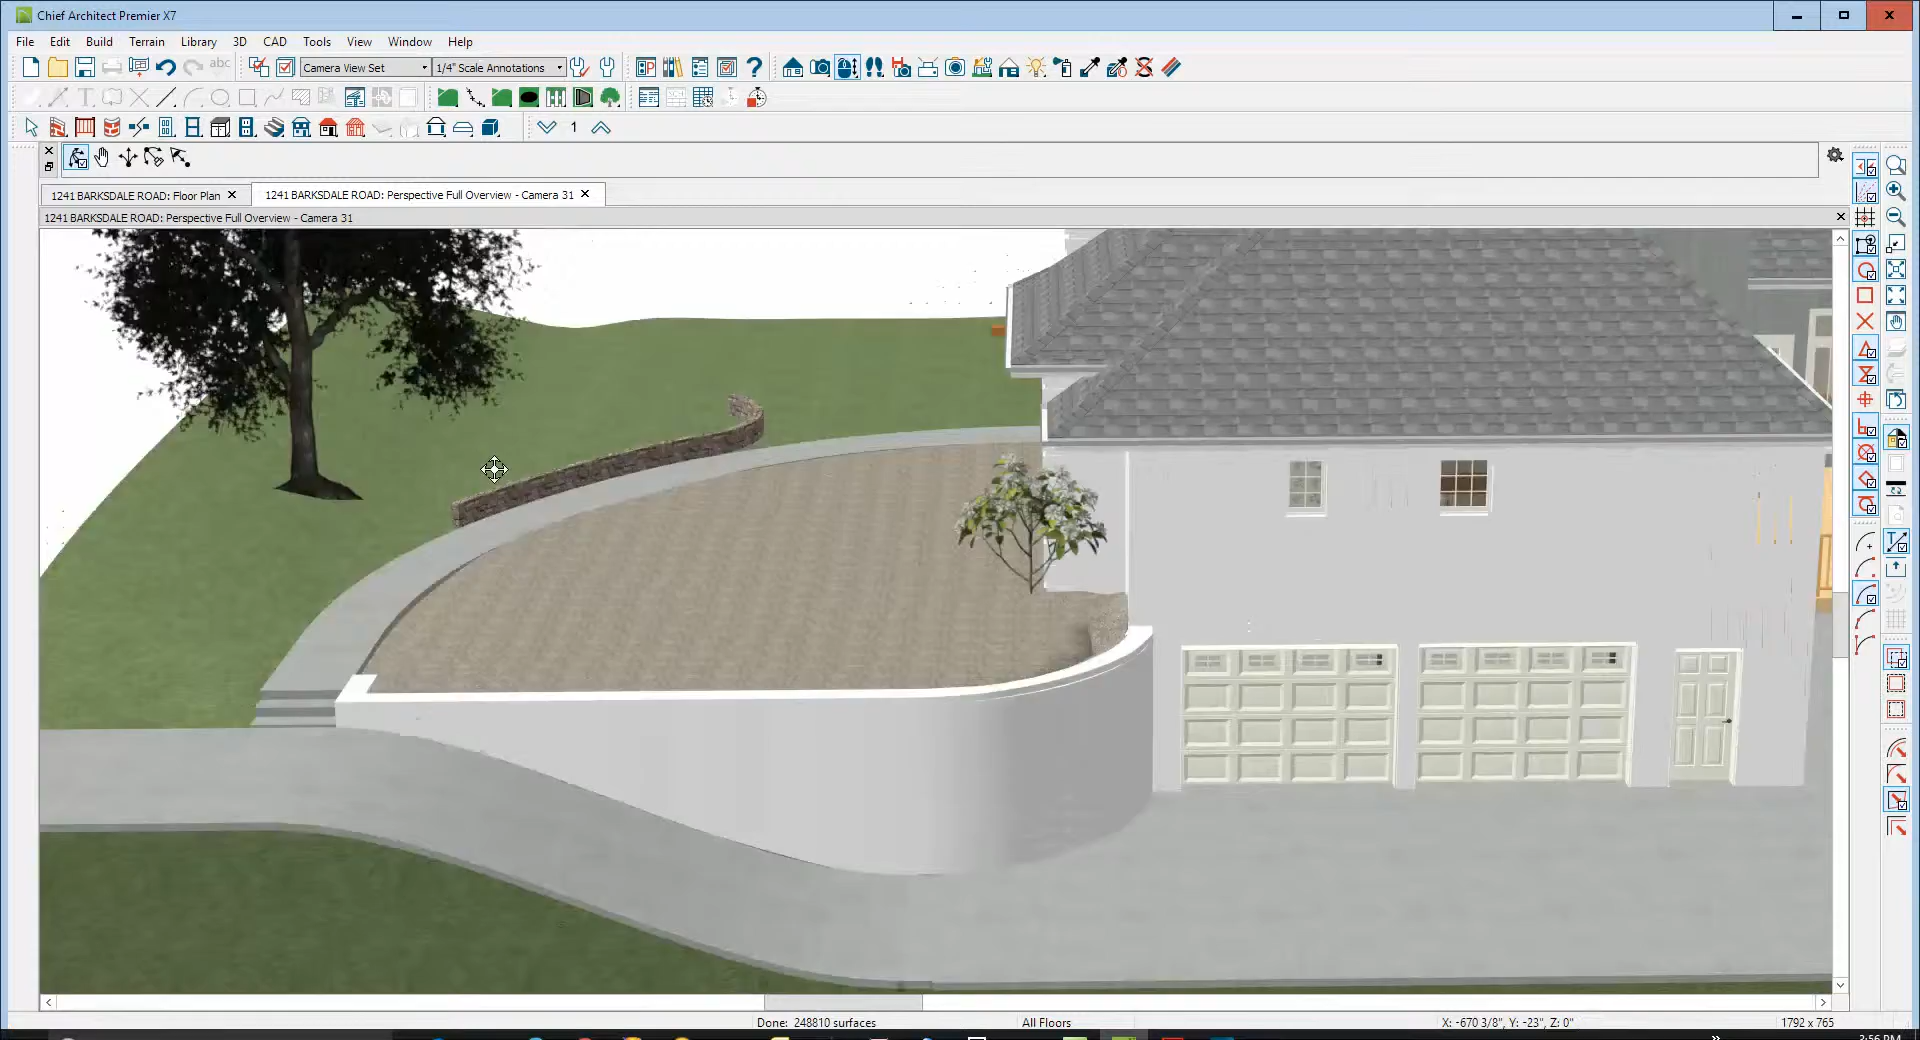 Chief Architect Premier X7
File Edit Build Terrain Library 3D CAD Tools View Window Help
abc Camera View Set 1/4" Scale Annotations ?
T 1
1241 BARKSDALE ROAD: Floor Plan 1241 BARKSDALE ROAD: Perspective Full Overview - Camera 31
1241 BARKSDALE ROAD: Perspective Full Overview - Camera 31
Done: 248810 surfaces All Floors X: -670 3/8", Y: -23", Z: 0" 1792 x 765